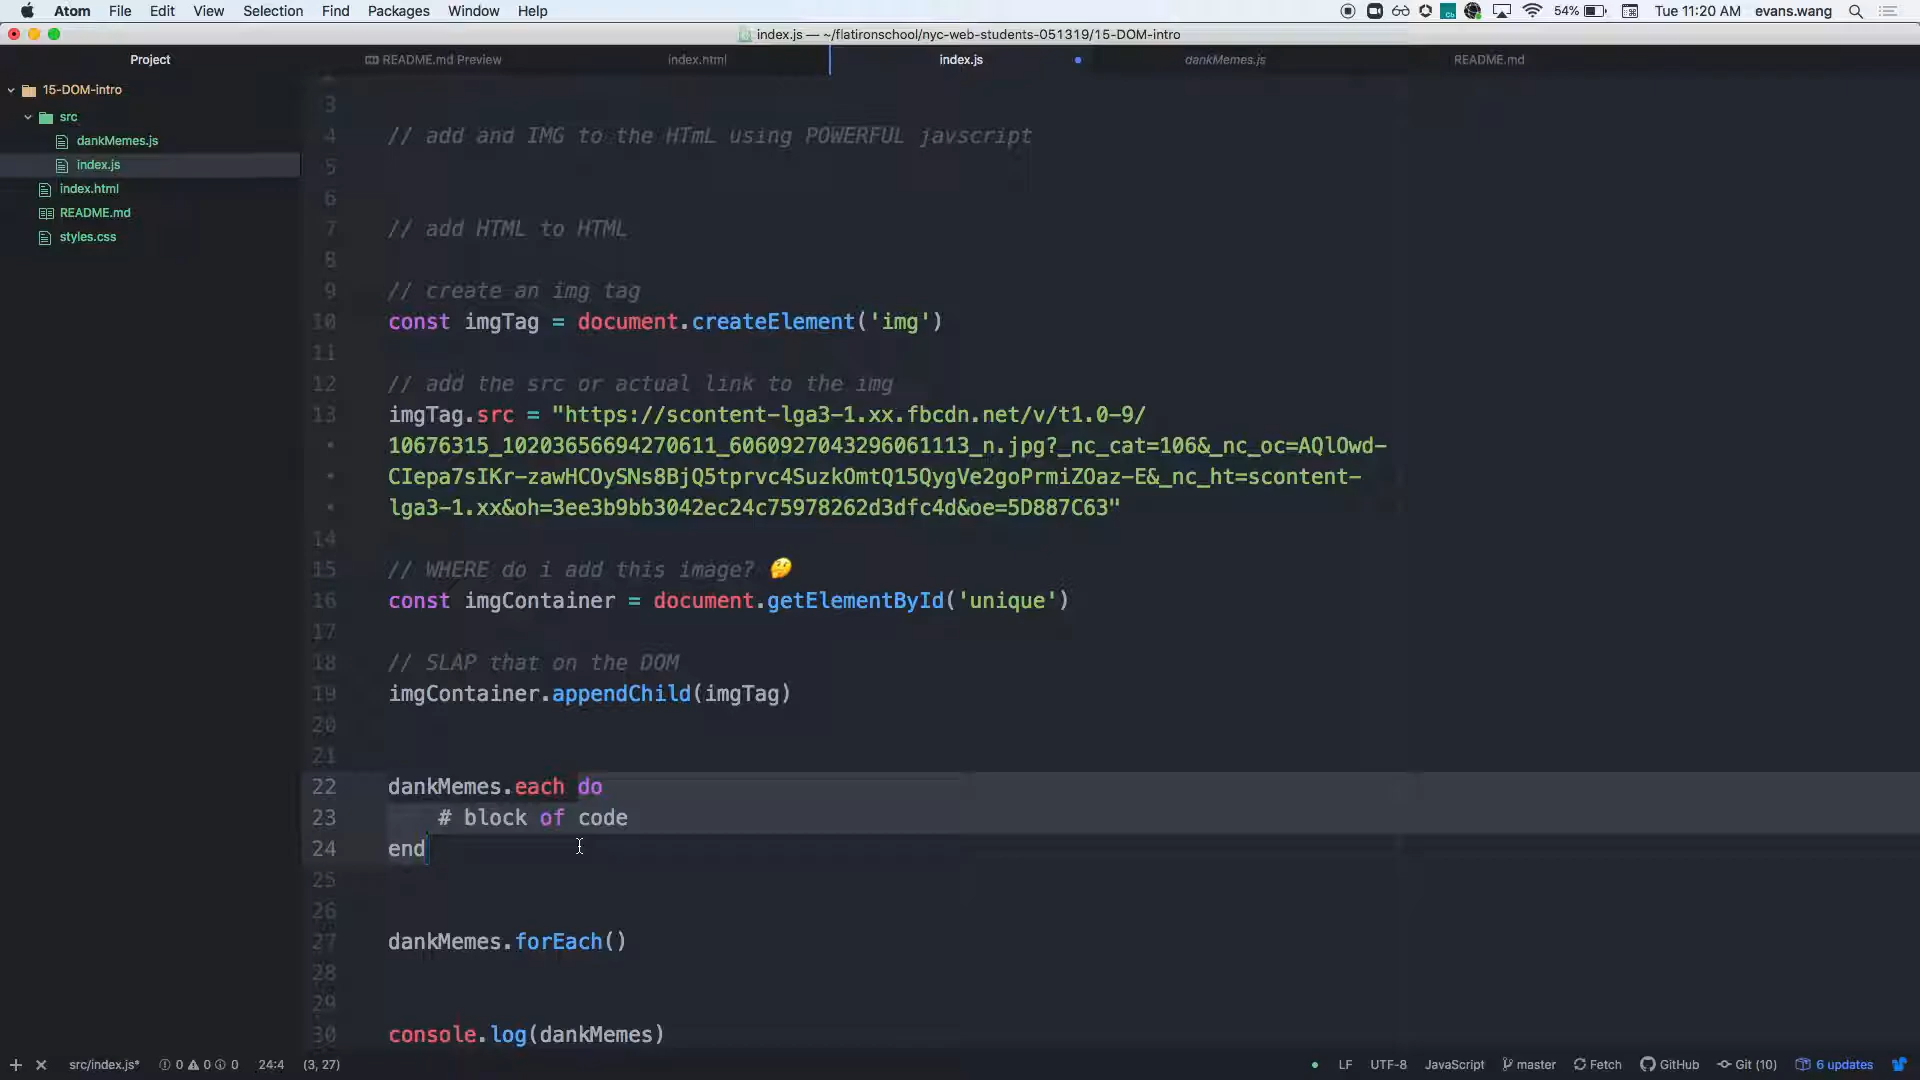 Atom File Edit View Selection Find Packages Window Help 54% Tue 11:20 AM evans.wang
index.js — ~/flatironschool/nyc-web-students-051319/15-DOM-intro
Project README.md Preview index.html index.js dankMemes.js README.md
15-DOM-intro
src
dankMemes.js
index.js
index.html
README.md
styles.css
3
4 // add and IMG to the HTmL using POWERFUL javscript
5
6
7 // add HTML to HTML
8
9 // create an img tag
10 const imgTag = document.createElement('img')
11
12 // add the src or actual link to the img
13 imgTag.src = "https://scontent-lga3-1.xx.fbcdn.net/v/t1.0-9/
10676315_10203656694270611_6060927043296061113_n.jpg?_nc_cat=106&_nc_oc=AQlOwd-
CIepa7sIKr-zawHCOySNs8BjQ5tprvc4SuzkOmtQ15QygVe2goPrmiZOaz-E&_nc_ht=scontent-
lga3-1.xx&oh=3ee3b9bb3042ec24c75978262d3dfc4d&oe=5D887C63"
14
15 // WHERE do i add this image? 🤔
16 const imgContainer = document.getElementById('unique')
17
18 // SLAP that on the DOM
19 imgContainer.appendChild(imgTag)
20
21
22 dankMemes.each do
23 # block of code
24 end
25
26
27 dankMemes.forEach()
28
29
30 console.log(dankMemes)
src/index.js* 0 0 0 24:4 (3, 27) LF UTF-8 JavaScript master Fetch GitHub Git (10) 6 updates